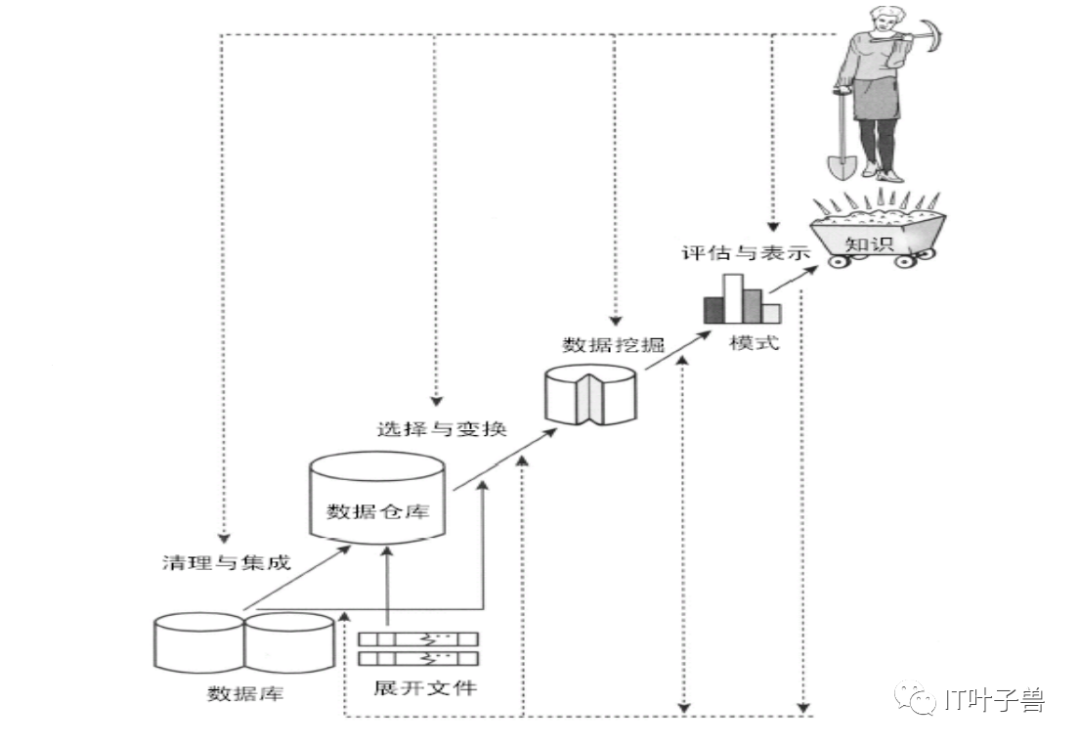 知识
评估与表示
模式
数据挖掘
选择与变换
数据仓库
清理与集成
数据库
展开文件
IT叶子兽